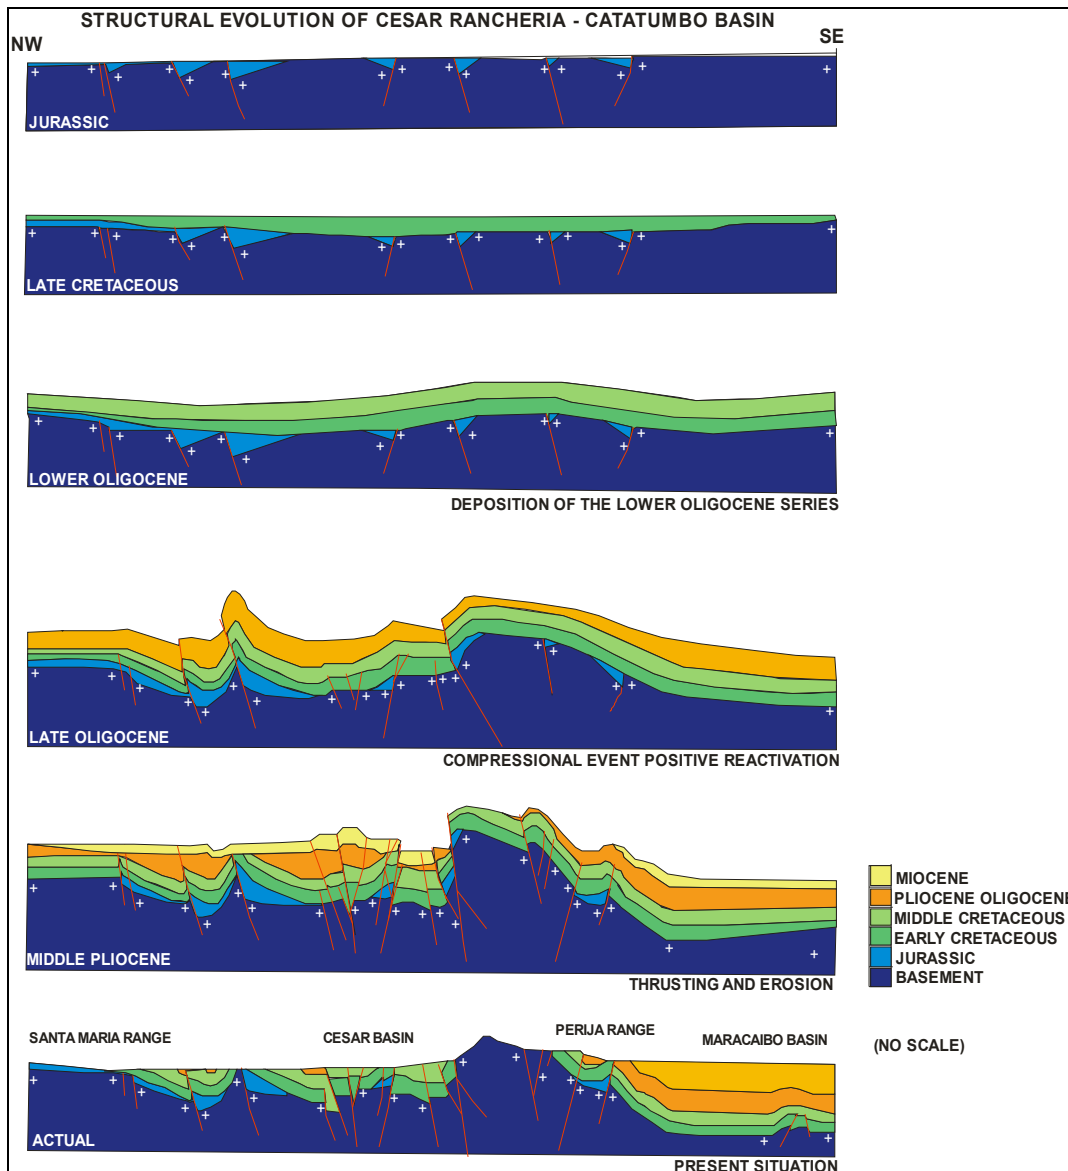 STRUCTURAL EVOLUTION OF CESAR RANCHERIA - CATATUMBO BASIN
NW
SE
JURASSIC
LATE CRETACEOUS
LOWER OLIGOCENE
DEPOSITION OF THE LOWER OLIGOCENE SERIES
LATE OLIGOCENE
COMPRESSIONAL EVENT POSITIVE REACTIVATION
MIDDLE PLIOCENE
THRUSTING AND EROSION
MIOCENE
PLIOCENE OLIGOCENE
MIDDLE CRETACEOUS
EARLY CRETACEOUS
JURASSIC
BASEMENT
(NO SCALE)
SANTA MARIA RANGE
CESAR BASIN
PERIJA RANGE
MARACAIBO BASIN
ACTUAL
PRESENT SITUATION